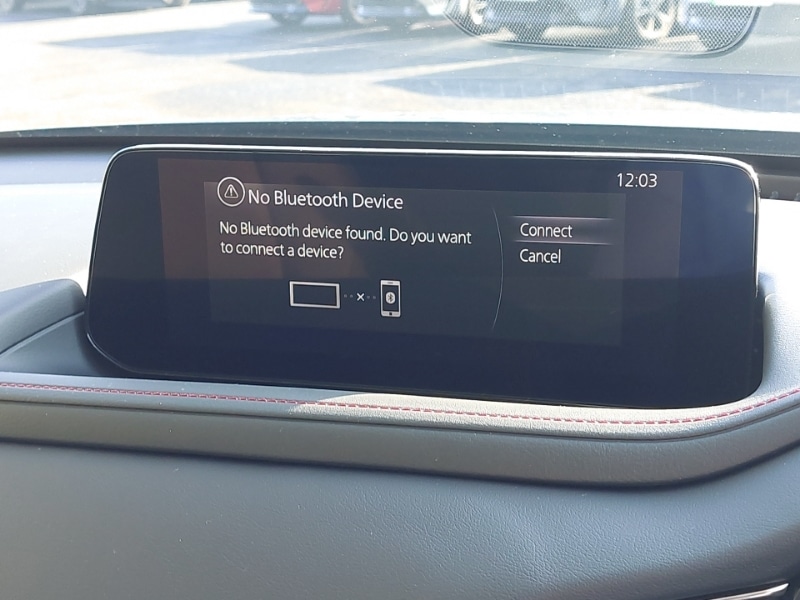 12:03
No Bluetooth Device
No Bluetooth device found. Do you want
to connect a device?
Connect
Cancel